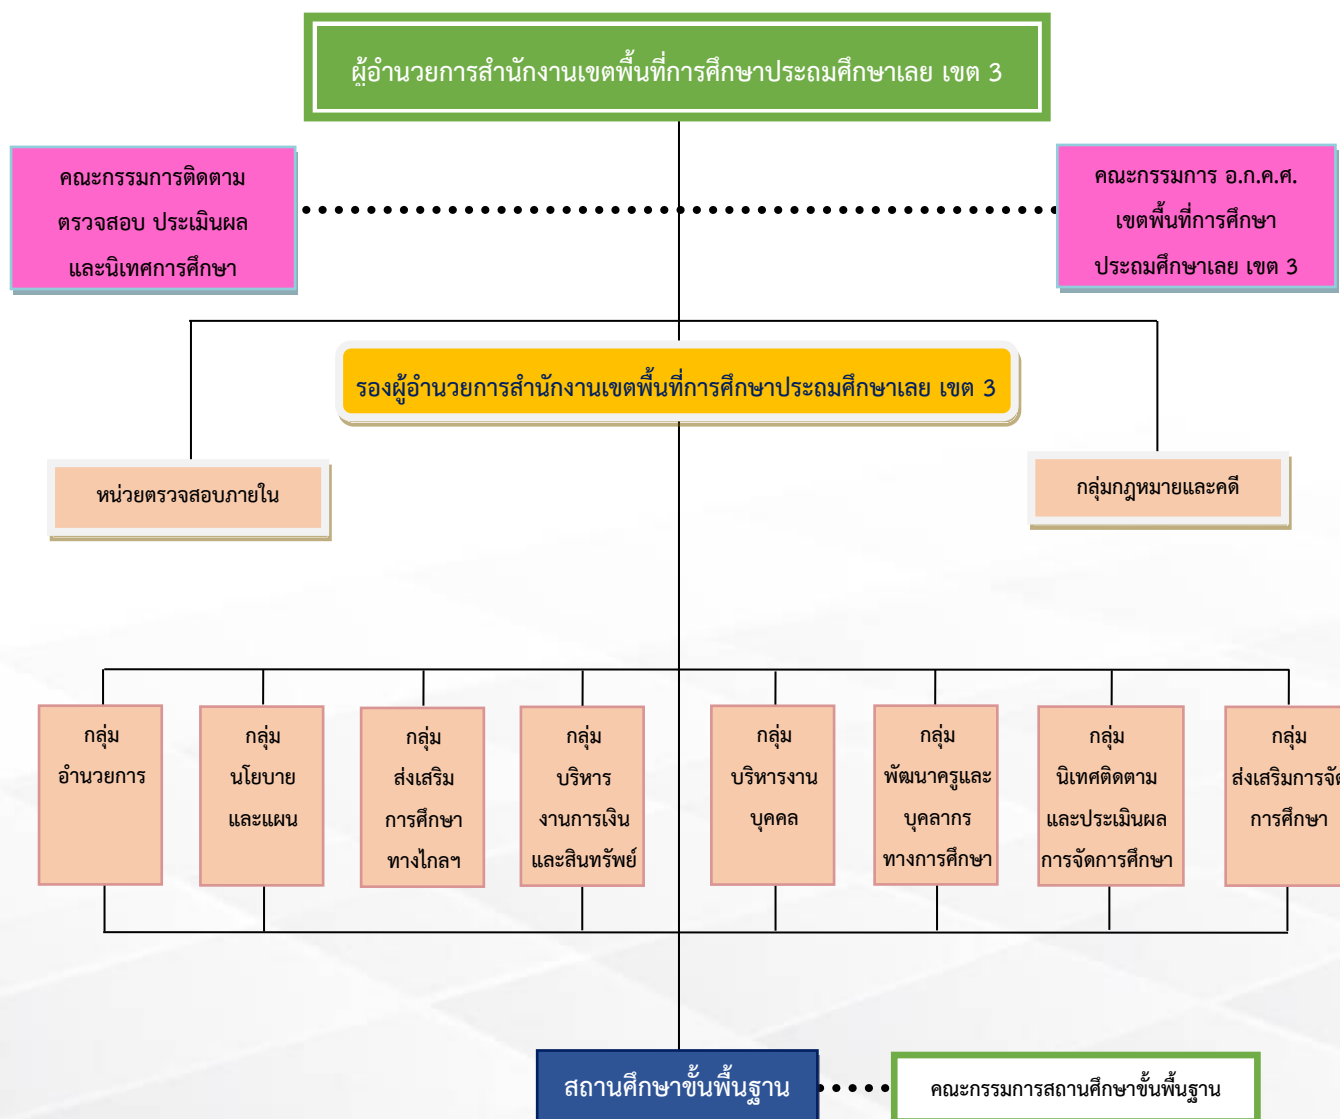 ผู้อำนวยการสำนักงานเขตพื้นที่การศึกษาประถมศึกษาเลย เขต 3
คณะกรรมการติดตาม
ตรวจสอบ ประเมินผล
และนิเทศการศึกษา
คณะกรรมการ อ.ก.ค.ศ.
เขตพื้นที่การศึกษา
ประถมศึกษาเลย เขต 3
รองผู้อำนวยการสำนักงานเขตพื้นที่การศึกษาประถมศึกษาเลย เขต 3
หน่วยตรวจสอบภายใน
กลุ่มกฎหมายและคดี
กลุ่ม
อำนวยการ
กลุ่ม
นโยบาย
และแผน
กลุ่ม
ส่งเสริม
การศึกษา
ทางไกลฯ
กลุ่ม
บริหาร
งานการเงิน
และสินทรัพย์
กลุ่ม
บริหารงาน
บุคคล
กลุ่ม
พัฒนาครูและ
บุคลากร
ทางการศึกษา
กลุ่ม
นิเทศติดตาม
และประเมินผล
การจัดการศึกษา
กลุ่ม
ส่งเสริมการจัด
การศึกษา
สถานศึกษาขั้นพื้นฐาน
คณะกรรมการสถานศึกษาขั้นพื้นฐาน